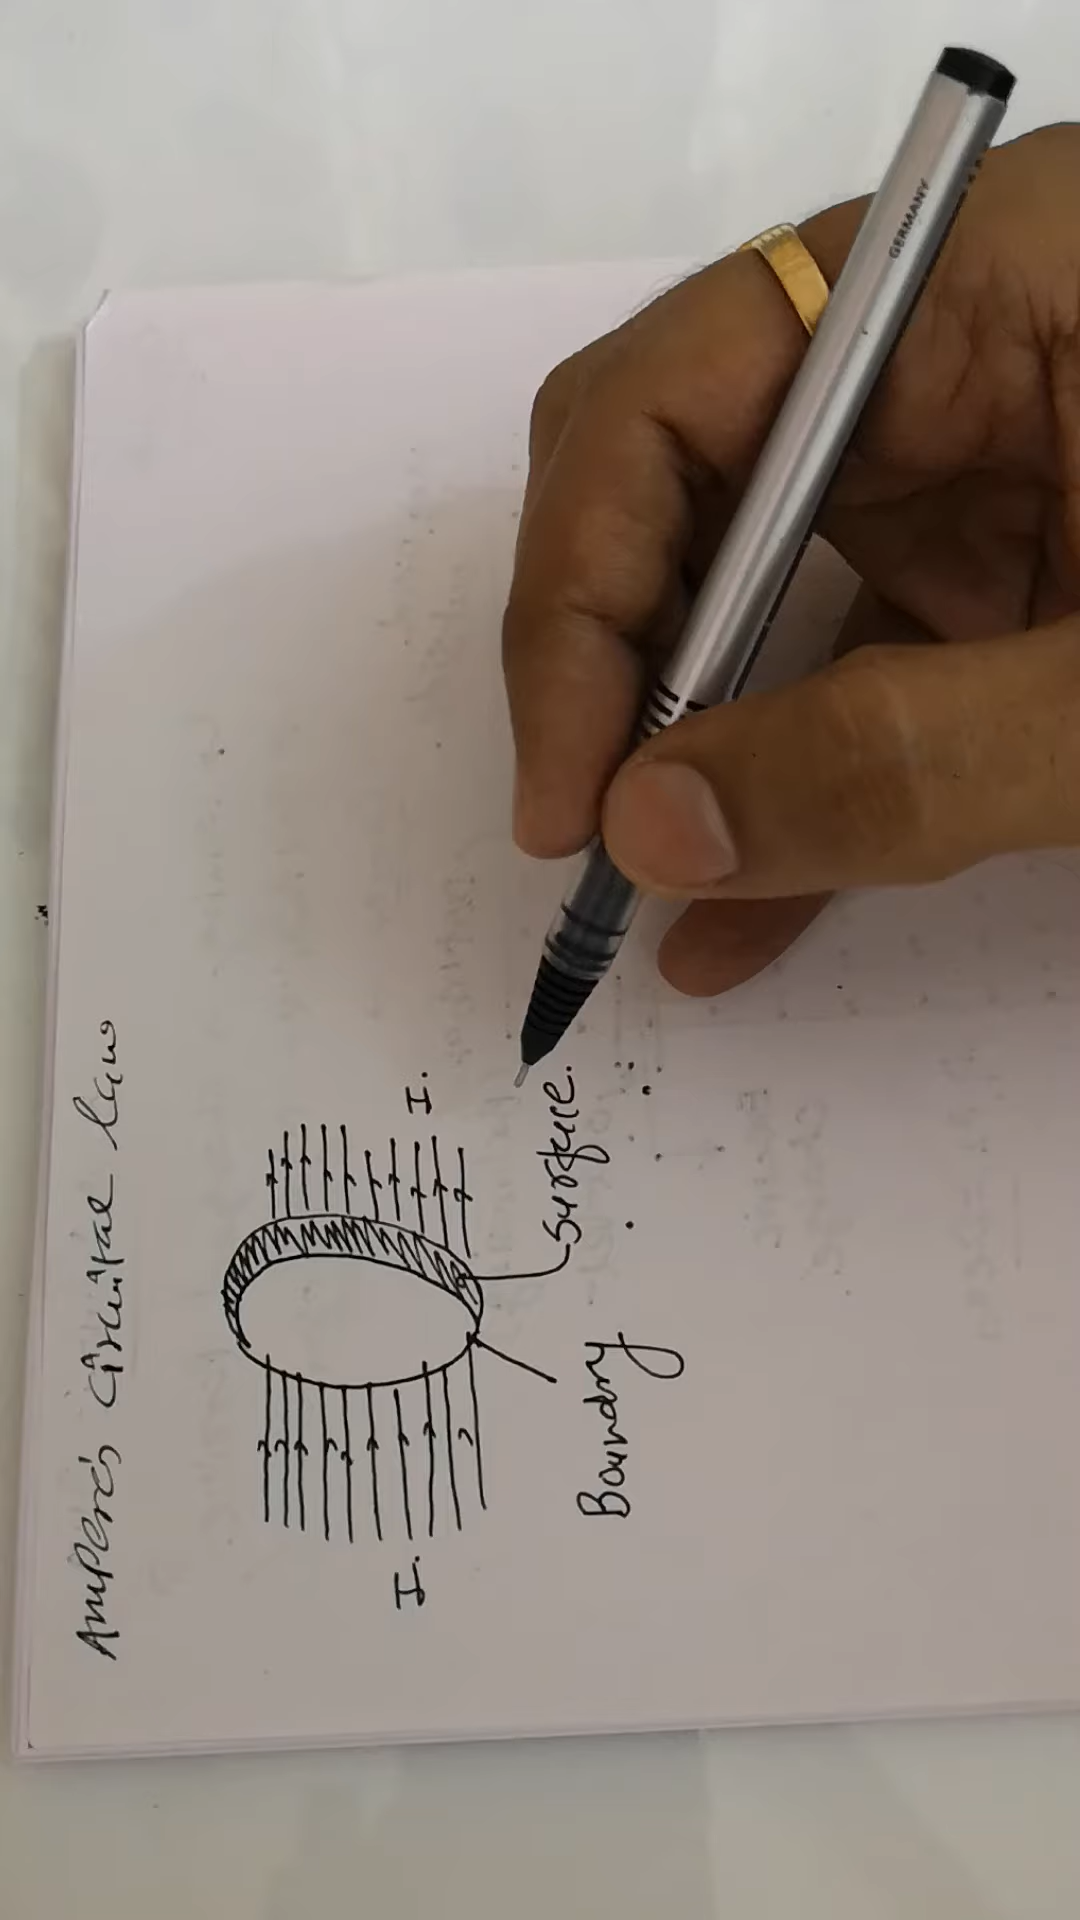 Ampere's Circuital law
I.
I.
Boundry
Surface.
GERMANY